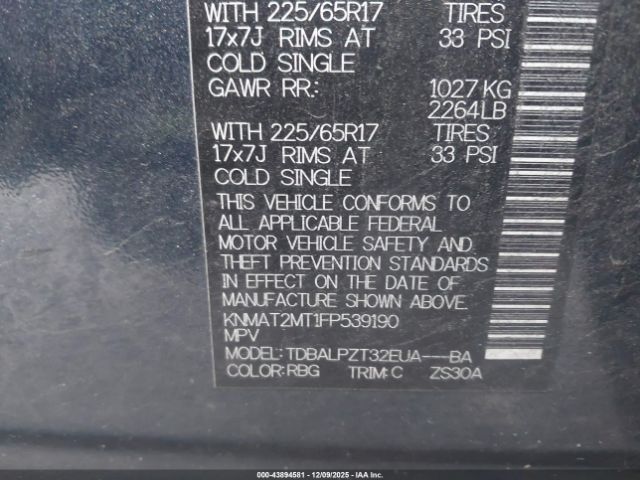 WITH 225/65R17 TIRES
17x7J RIMS AT 33 PSI
COLD SINGLE
GAWR RR.: 1027 KG
2264LB
WITH 225/65R17 TIRES
17x7J RIMS AT 33 PSI
COLD SINGLE
THIS VEHICLE CONFORMS TO
ALL APPLICABLE FEDERAL
MOTOR VEHICLE SAFETY AND
THEFT PREVENTION STANDARDS
IN EFFECT ON THE DATE OF
MANUFACTURE SHOWN ABOVE.
KNMAT2MT1FP539190
MPV
MODEL: TDBALPZT32EUA---BA
COLOR: RBG TRIM: C ZS30A
000-43894581 - 12/09/2025 - IAA, Inc.